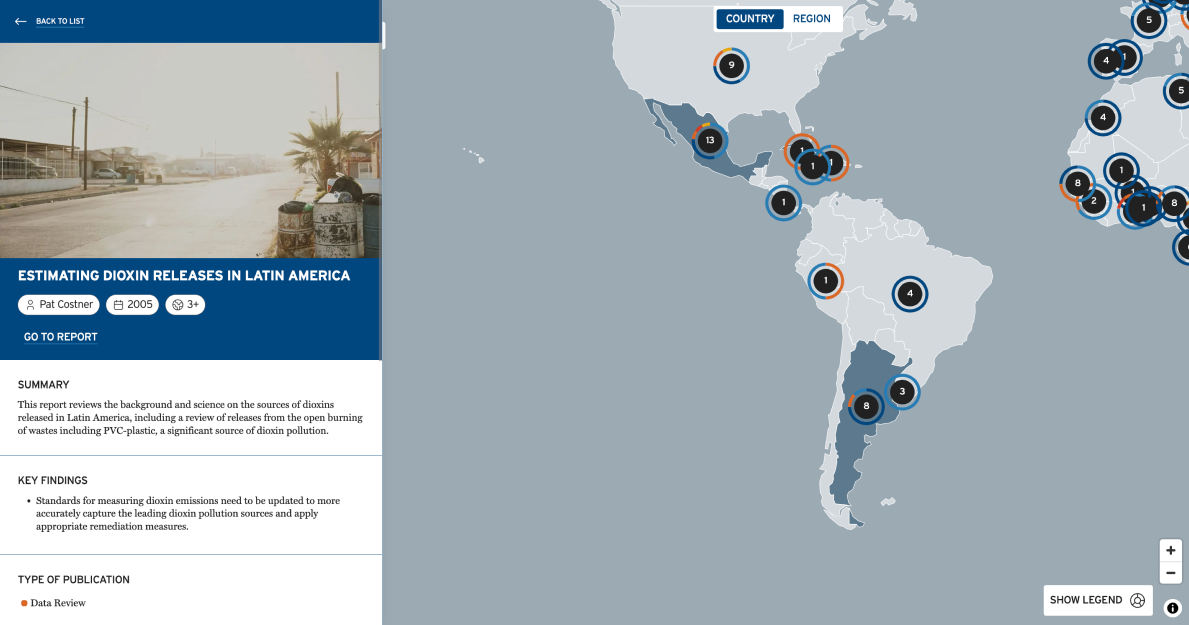 BACK TO LIST
COUNTRY
REGION
ESTIMATING DIOXIN RELEASES IN LATIN AMERICA
Pat Costner
2005
3+
GO TO REPORT
SUMMARY
This report reviews the background and science on the sources of dioxins
released in Latin America, including a review of releases from the open burning
of wastes including PVC-plastic, a significant source of dioxin pollution.
KEY FINDINGS
• Standards for measuring dioxin emissions need to be updated to more
accurately capture the leading dioxin pollution sources and apply
appropriate remediation measures.
TYPE OF PUBLICATION
Data Review
9
13
1
1
1
1
1
4
8
3
5
4
1
5
4
1
8
2
1
1
8
+
−
SHOW LEGEND